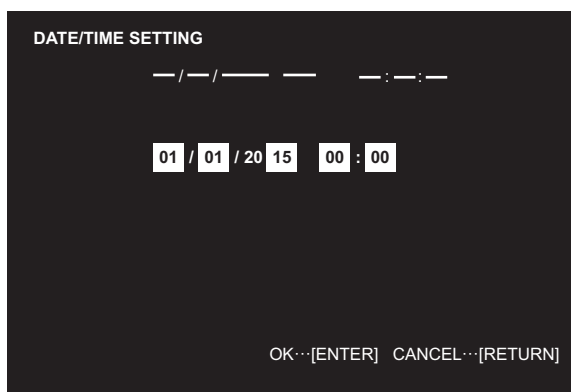 DATE/TIME SETTING
—/—/—— —  —:—:—
01 / 01 / 20 15 00 : 00
OK···[ENTER] CANCEL···[RETURN]